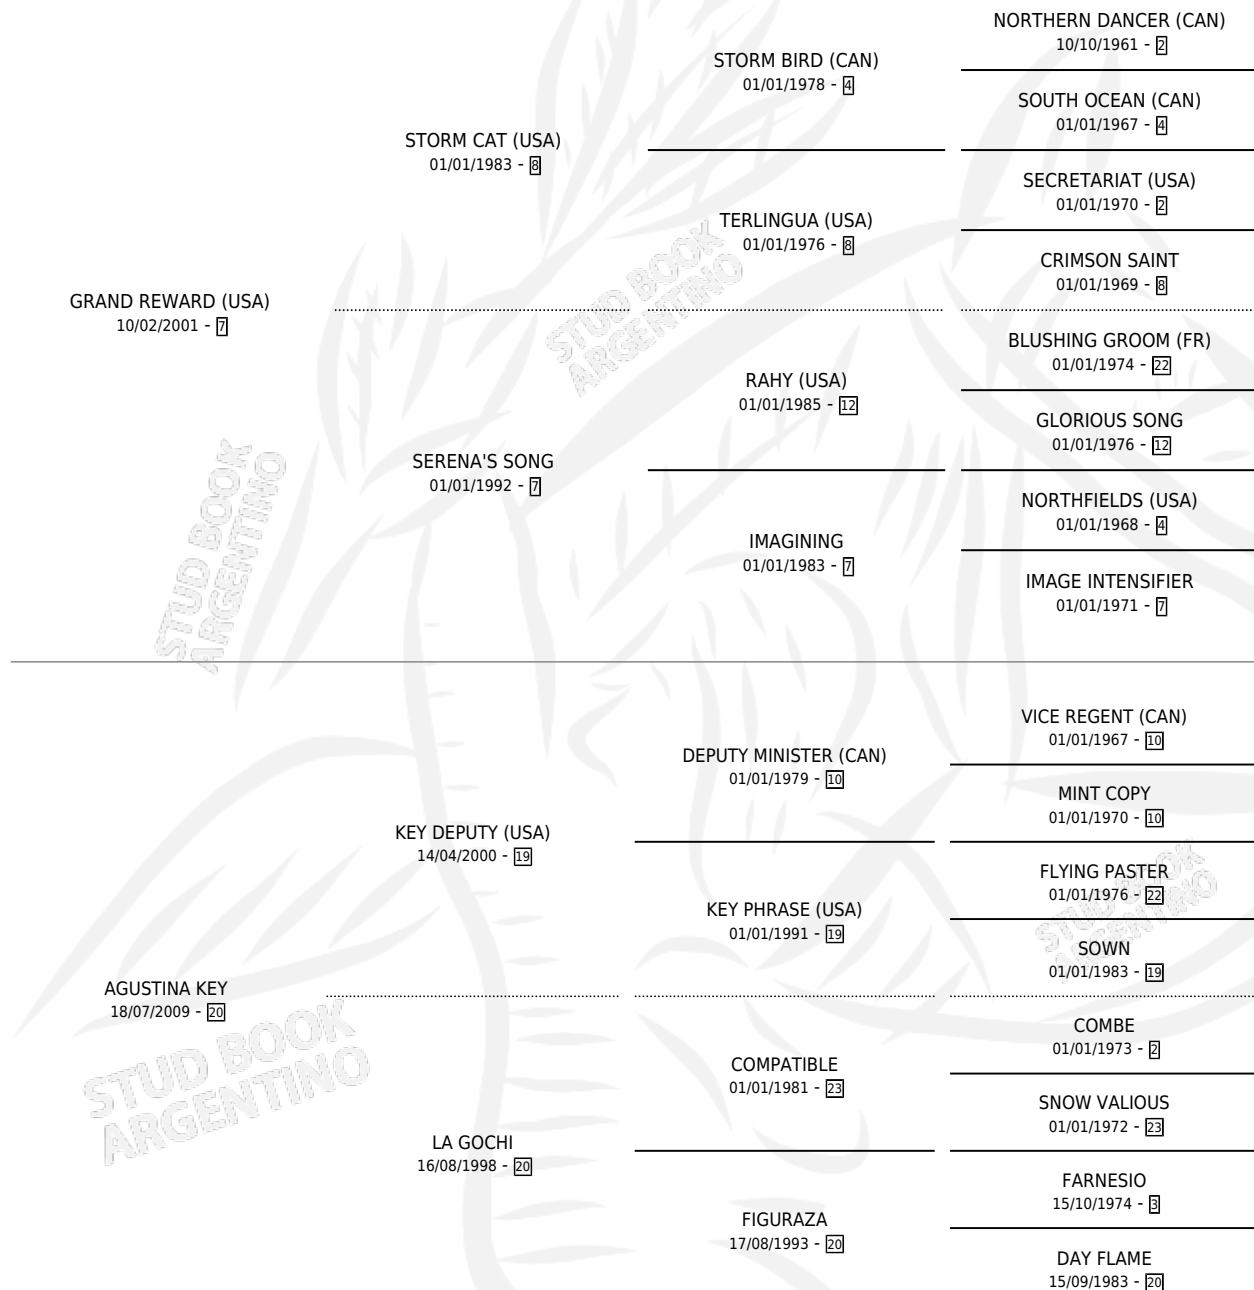 NORTHERN DANCER (CAN)
10/10/1961 - 2
STORM BIRD (CAN)
01/01/1978 - 4
SOUTH OCEAN (CAN)
01/01/1967 - 4
STORM CAT (USA)
01/01/1983 - 8
SECRETARIAT (USA)
01/01/1970 - 2
TERLINGUA (USA)
01/01/1976 - 8
CRIMSON SAINT
01/01/1969 - 8
GRAND REWARD (USA)
10/02/2001 - 7
BLUSHING GROOM (FR)
01/01/1974 - 22
RAHY (USA)
01/01/1985 - 12
GLORIOUS SONG
01/01/1976 - 12
SERENA'S SONG
01/01/1992 - 7
NORTHFIELDS (USA)
01/01/1968 - 4
IMAGINING
01/01/1983 - 7
IMAGE INTENSIFIER
01/01/1971 - 7
VICE REGENT (CAN)
01/01/1967 - 10
DEPUTY MINISTER (CAN)
01/01/1979 - 10
MINT COPY
01/01/1970 - 10
KEY DEPUTY (USA)
14/04/2000 - 19
FLYING PASTER
01/01/1976 - 22
KEY PHRASE (USA)
01/01/1991 - 19
SOWN
01/01/1983 - 19
AGUSTINA KEY
18/07/2009 - 20
COMBE
01/01/1973 - 2
COMPATIBLE
01/01/1981 - 23
SNOW VALIOUS
01/01/1972 - 23
LA GOCHI
16/08/1998 - 20
FARNESIO
15/10/1974 - 3
FIGURAZA
17/08/1993 - 20
DAY FLAME
15/09/1983 - 20
STUD BOOK
ARGENTINO
STUD BOOK
ARGENTINO
STUD BOOK
ARGENTINO
STUD BOOK
ARGENTINO